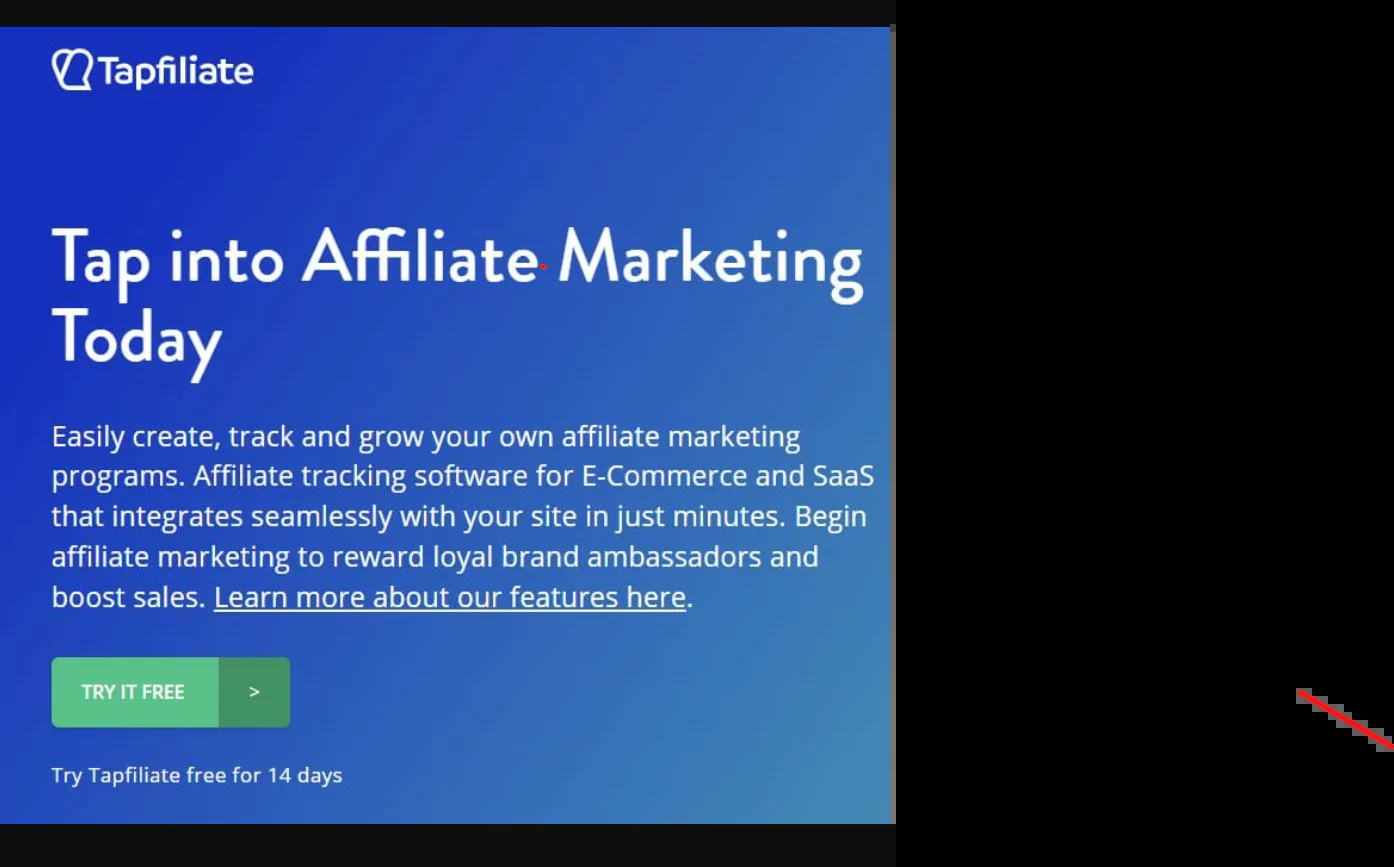 Tapfiliate
Tap into Affiliate Marketing
Today
Easily create, track and grow your own affiliate marketing
programs. Affiliate tracking software for E-Commerce and SaaS
that integrates seamlessly with your site in just minutes. Begin
affiliate marketing to reward loyal brand ambassadors and
boost sales. Learn more about our features here.
TRY IT FREE >
Try Tapfiliate free for 14 days